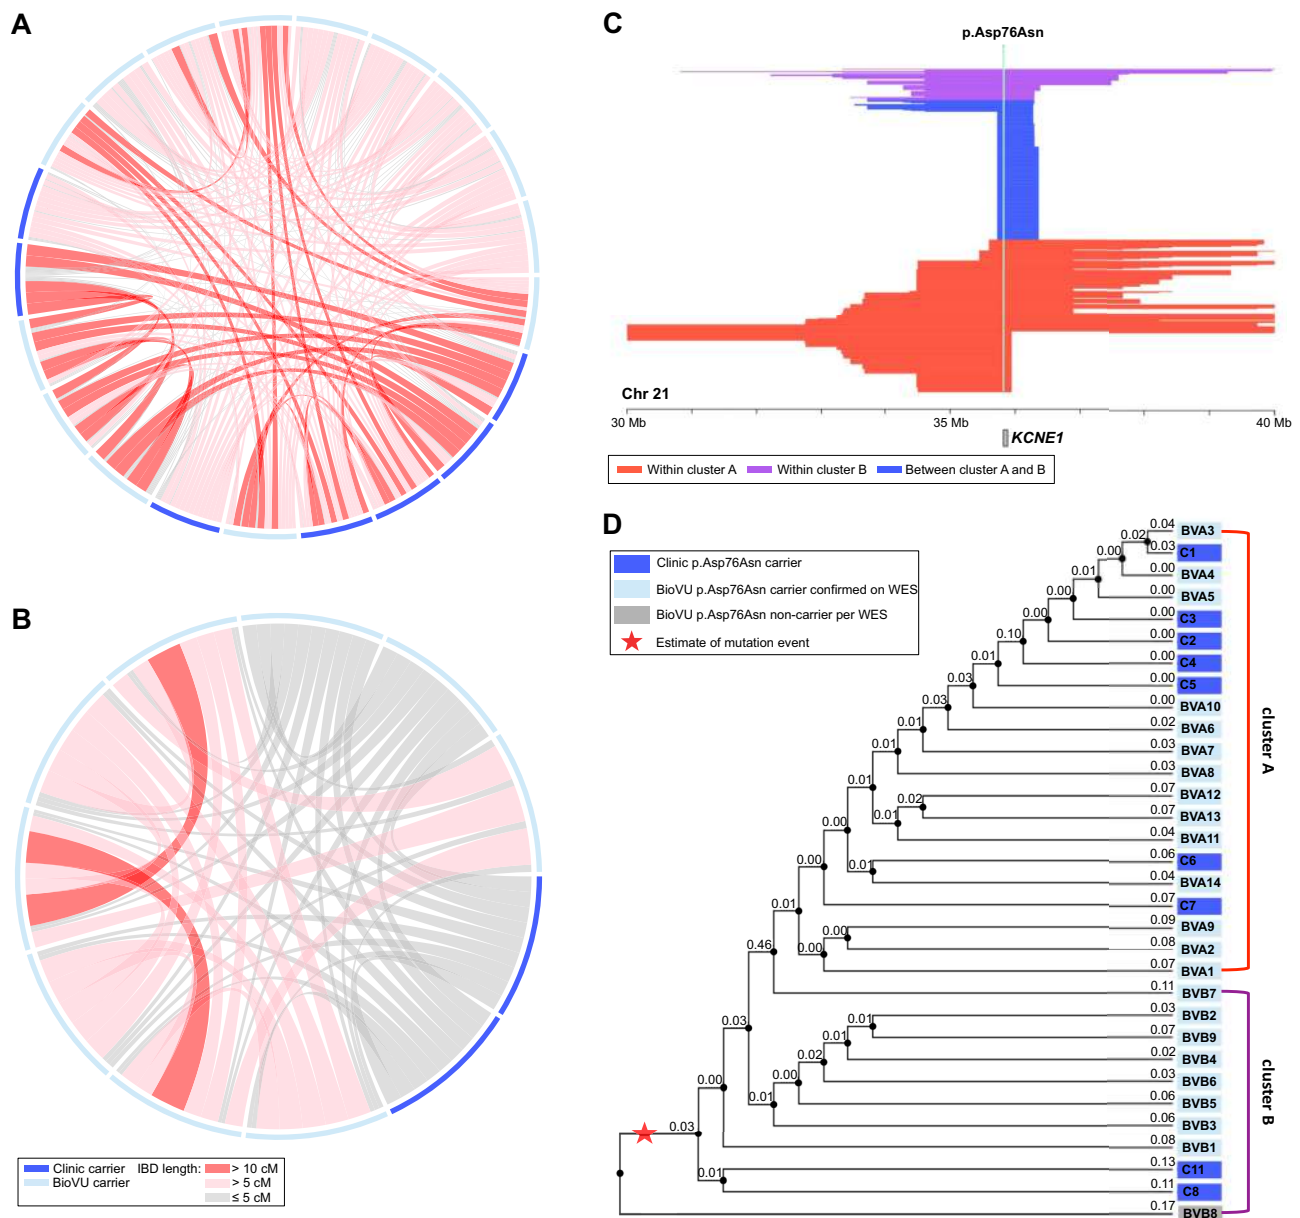 A
C
p.Asp76Asn
Chr 21
30 Mb
35 Mb
40 Mb
KCNE1
Within cluster A
Within cluster B
Between cluster A and B
B
Clinic carrier
BioVU carrier
IBD length:
> 10 cM
> 5 cM
≤ 5 cM
D
Clinic p.Asp76Asn carrier
BioVU p.Asp76Asn carrier confirmed on WES
BioVU p.Asp76Asn non-carrier per WES
Estimate of mutation event
0.04 BVA3
0.02
0.03 C1
0.00
0.00 BVA4
0.01
0.00 BVA5
0.00
0.00 C3
0.00
0.00 C2
0.10
0.00 C4
0.01
0.00 C5
0.03
0.00 BVA10
0.03
0.02 BVA6
0.01
0.03 BVA7
0.01
0.03 BVA8
0.01
0.07 BVA12
0.02
0.07 BVA13
0.01
0.04 BVA11
0.00
0.06 C6
0.01
0.04 BVA14
0.00
0.07 C7
0.01
0.09 BVA9
0.00
0.08 BVA2
0.00
0.07 BVA1
0.46
0.11 BVB7
0.03
0.03 BVB2
0.01
0.07 BVB9
0.01
0.02 BVB4
0.02
0.03 BVB6
0.00
0.06 BVB5
0.01
0.06 BVB3
0.00
0.08 BVB1
0.03
0.13 C11
0.01
0.11 C8
0.17 BVB8
cluster A
cluster B